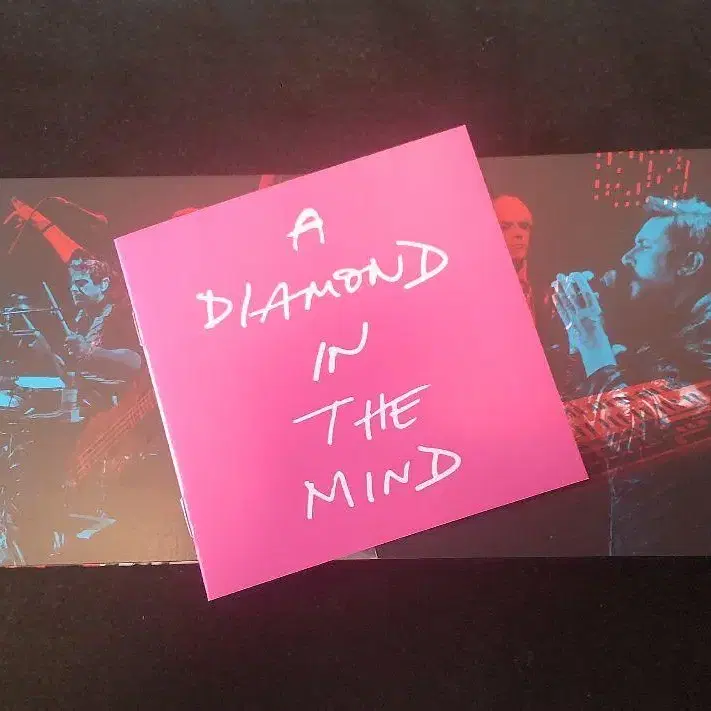 A
DIAMOND
IN
THE
MIND